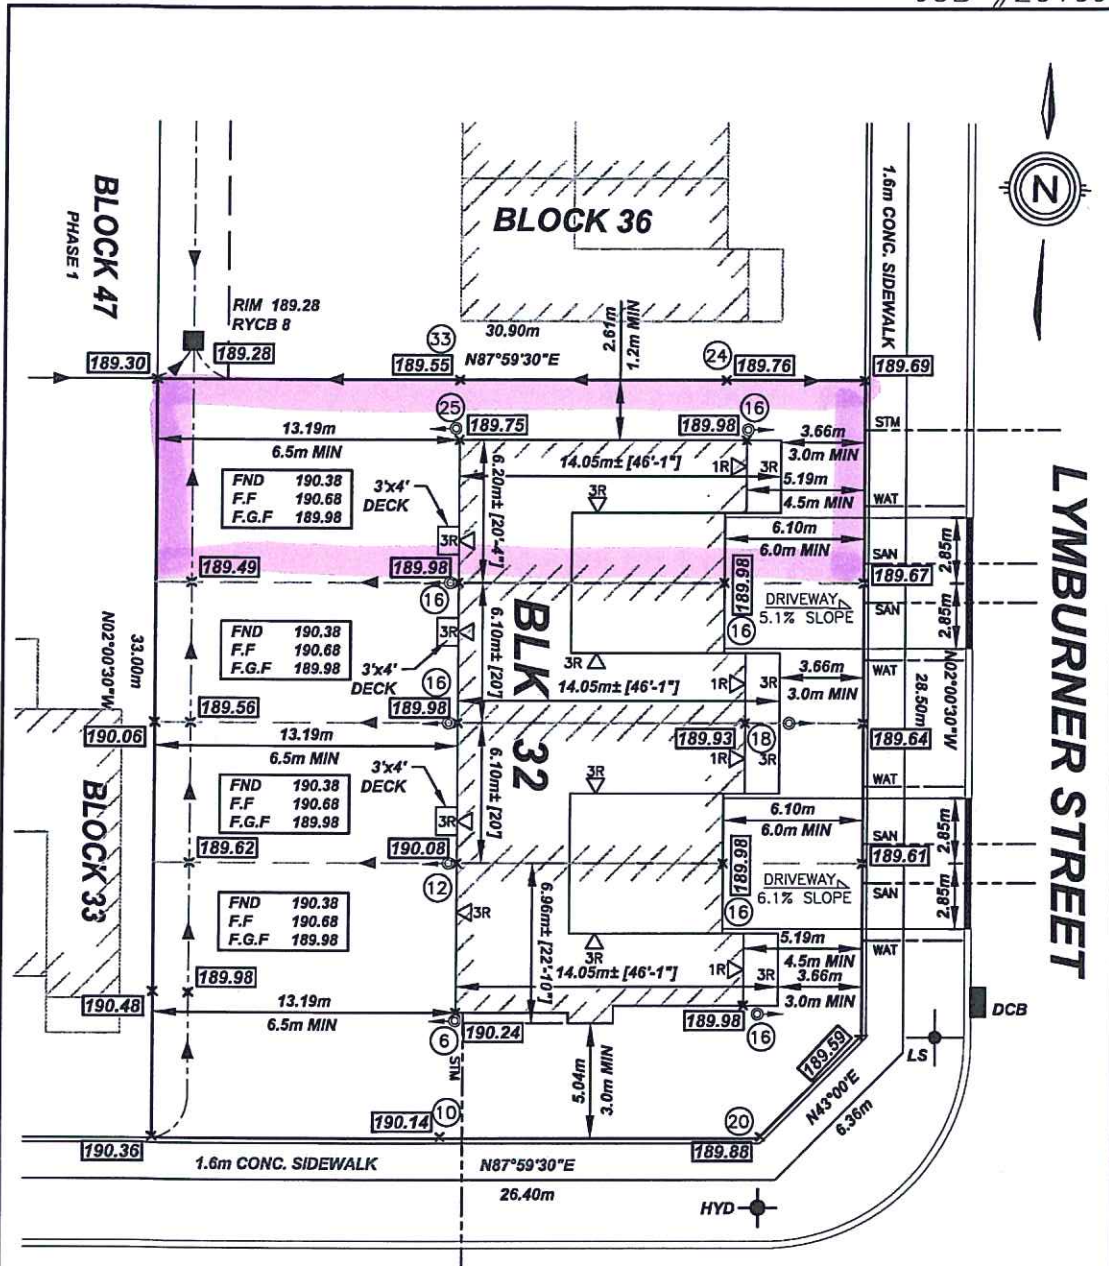 N
1.6m CONC. SIDEWALK
BLOCK 36
BLOCK 47
PHASE 1
RIM 189.28
RYCB 8
30.90m
2.61m
1.2m MIN
33
24
189.30
189.28
189.55
N87°59'30"E
189.76
189.69
STM
25
16
189.75
189.98
13.19m
6.5m MIN
3.66m
3.0m MIN
14.05m± [46'-1"]
1R
3R
5.19m
4.5m MIN
FND 190.38
F.F 190.68
F.G.F 189.98
3'x4'
DECK
3R
6.20m± [20'-4"]
3R
WAT
6.10m
6.0m MIN
SAN
2.85m
189.49
189.98
189.98
189.67
16
16
DRIVEWAY
5.1% SLOPE
SAN
2.85m
LYMBURNER STREET
33.00m
N02°00'30"W
FND 190.38
F.F 190.68
F.G.F 189.98
3R
3'x4'
DECK
6.10m± [20']
BLK 32
3R
14.05m± [46'-1"]
1R
3R
3.66m
3.0m MIN
WAT
28.50m
N02°00'30"W
16
189.56
189.98
190.06
189.93
18
189.64
13.19m
6.5m MIN
1R
3R
WAT
BLOCK 33
FND 190.38
F.F 190.68
F.G.F 189.98
3'x4'
DECK
3R
6.10m± [20']
3R
6.10m
6.0m MIN
SAN
2.85m
189.62
190.08
189.98
189.61
12
16
DRIVEWAY
6.1% SLOPE
SAN
2.85m
FND 190.38
F.F 190.68
F.G.F 189.98
3R
6.96m± [22'-10"]
3R
5.19m
4.5m MIN
WAT
14.05m± [46'-1"]
1R
3R
3.66m
3.0m MIN
189.98
190.48
13.19m
6.5m MIN
6
190.24
189.98
16
DCB
LS
STM
5.04m
3.0m MIN
189.59
N43°00'E
6.36m
10
190.14
20
190.36
189.88
1.6m CONC. SIDEWALK
N87°59'30"E
26.40m
HYD